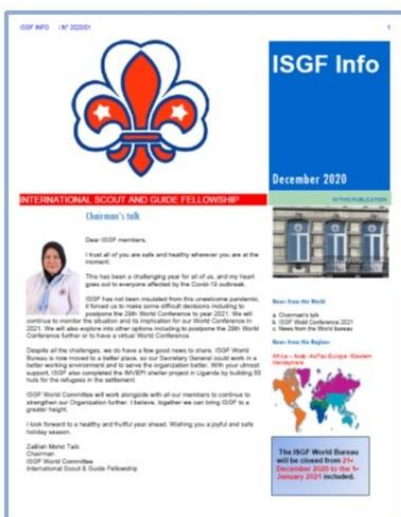 ISGF INFO I N° 2020/01 1
ISGF Info
December 2020
INTERNATIONAL SCOUT AND GUIDE FELLOWSHIP
IN THIS PUBLICATION
Chairman's talk
Dear ISGF members,
I trust all of you are safe and healthy wherever you are at the
moment.
This has been a challenging year for all of us, and my heart
goes out to everyone affected by the Covid-19 outbreak.
ISGF has not been insulated from this unwelcome pandemic,
it forced us to make some difficult decisions including to
postpone the 29th World Conference to year 2021. We will
continue to monitor the situation and its implication for our World Conference in
2021. We will also explore into other options including to postpone the 29th World
Conference further or to have a virtual World Conference.
Despite all the challenges, we do have a few good news to share. ISGF World
Bureau is now moved to a better place, so our Secretary General could work in a
better working environment and to serve the organization better. With your utmost
support, ISGF also completed the IMVEPI shelter project in Uganda by building 50
huts for the refugees in the settlement.
ISGF World Committee will work alongside with all our members to continue to
strengthen our Organization further. I believe, together we can bring ISGF to a
greater height.
I look forward to a healthy and fruitful year ahead. Wishing you a joyful and safe
holiday season.
Zalillah Mohd Taib
Chairman
ISGF World Committee
International Scout & Guide Fellowship
News from the World
a. Chairman's talk
b. ISGF World Conference 2021
c. News from the World Bureau
News from the Regions
Africa - Arab -AsPac-Europe -Western
Hemisphere
The ISGF World Bureau
will be closed from 21
December 2020 to the 1
January 2021 included.